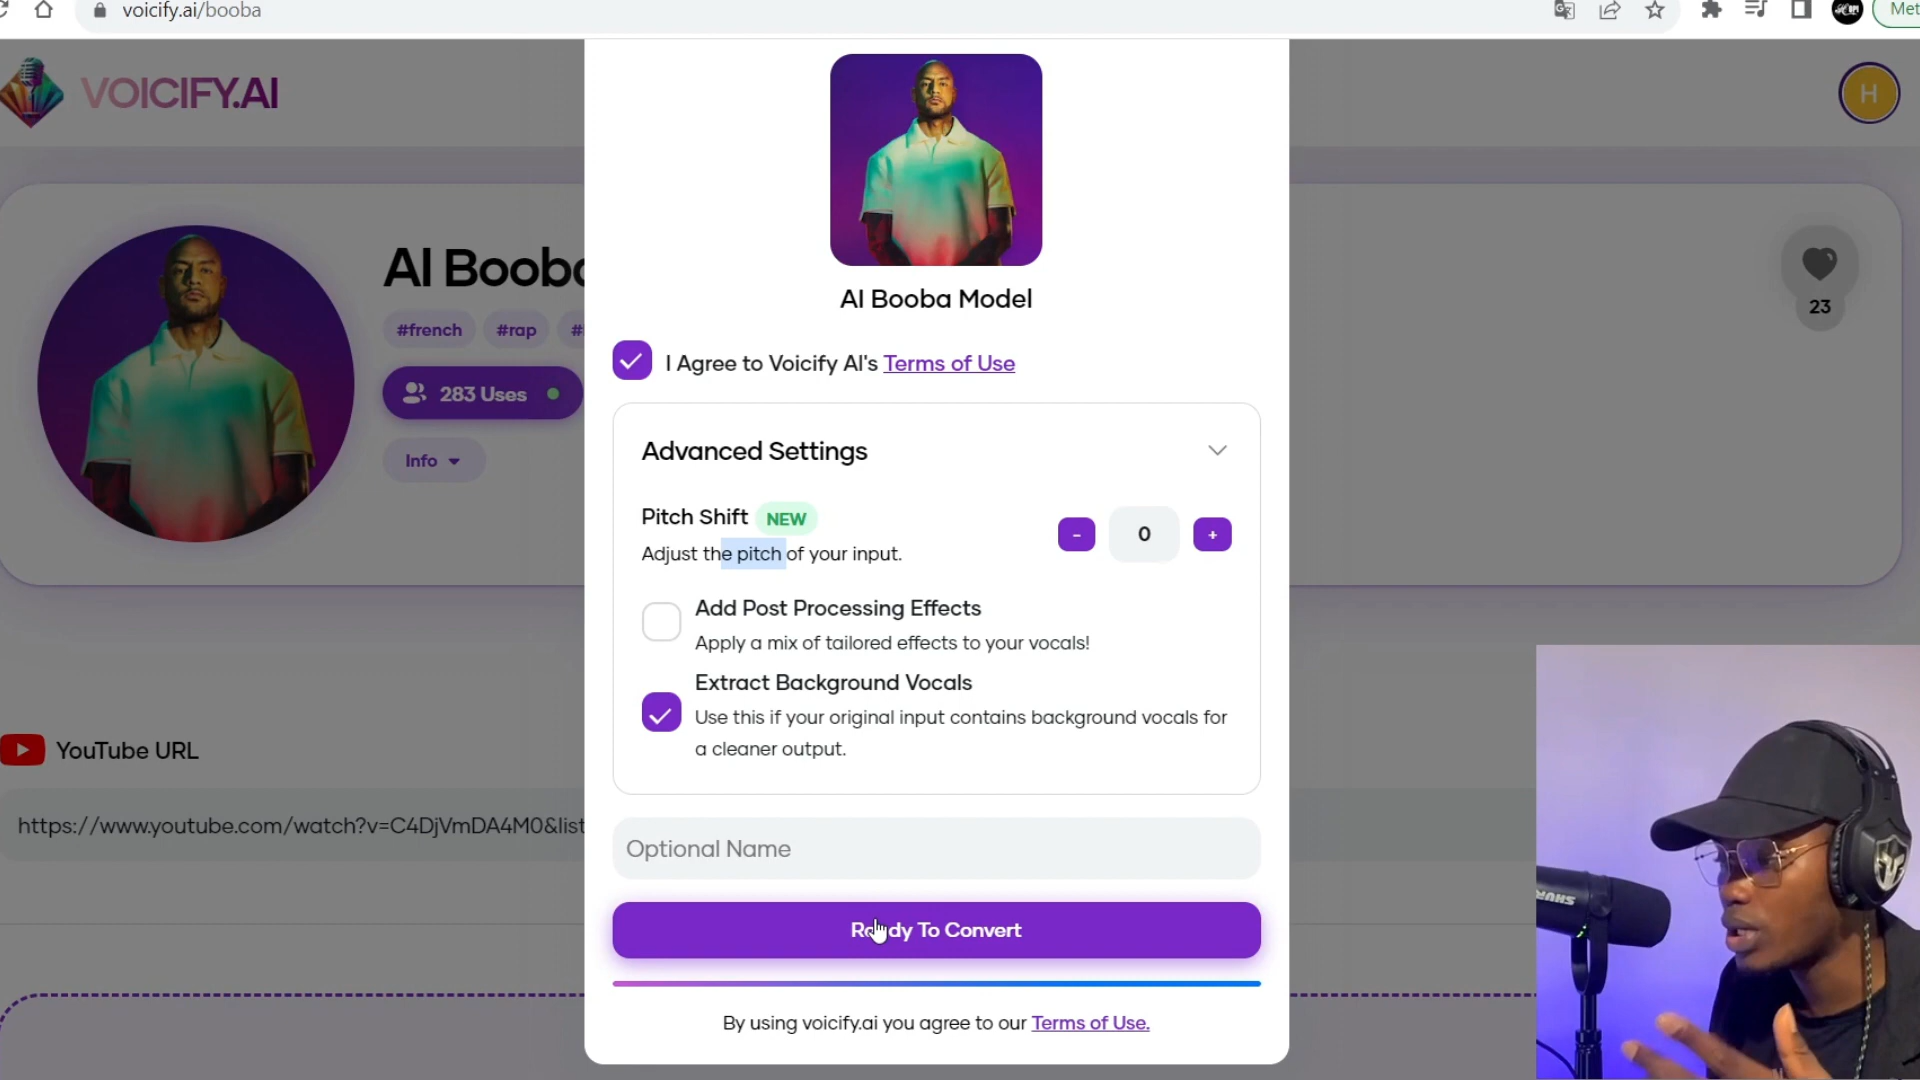 voicify.ai/booba
Met
VOICIFY.AI
H
AI Booba
#french #rap #
283 Uses
Info
23
AI Booba Model
I Agree to Voicify AI's Terms of Use
Advanced Settings
Pitch Shift NEW
Adjust the pitch of your input.
- 0 +
Add Post Processing Effects
Apply a mix of tailored effects to your vocals!
Extract Background Vocals
Use this if your original input contains background vocals for
a cleaner output.
YouTube URL
https://www.youtube.com/watch?v=C4DjVmDA4M0&list
Optional Name
Ready To Convert
By using voicify.ai you agree to our Terms of Use.
SHURE